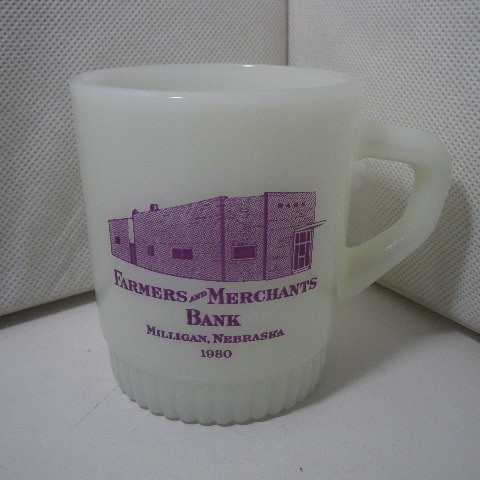 FARMERS AND MERCHANTS
BANK
MILLIGAN, NEBRASKA
1980